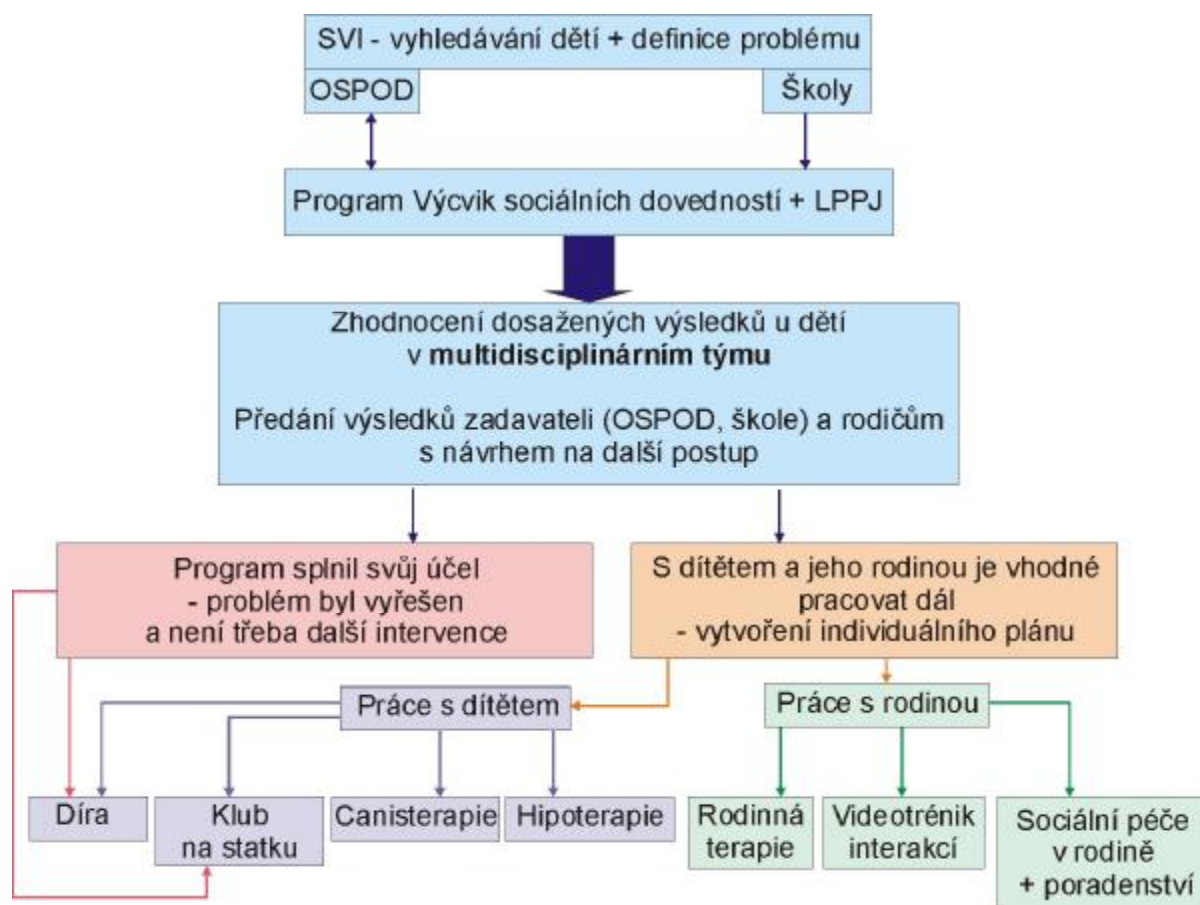 SVI - vyhledávání dětí + definice problému
OSPOD
Školy
Program Výcvik sociálních dovedností + LPPJ
Zhodnocení dosažených výsledků u dětí
v multidisciplinárním týmu
Předání výsledků zadavateli (OSPOD, škole) a rodičům
s návrhem na další postup
Program splnil svůj účel
- problém byl vyřešen
a není třeba další intervence
S dítětem a jeho rodinou je vhodné
pracovat dál
- vytvoření individuálního plánu
Práce s dítětem
Práce s rodinou
Díra
Klub
na statku
Canisterapie
Hipoterapie
Rodinná
terapie
Videotrénik
interakcí
Sociální péče
v rodině
+ poradenství